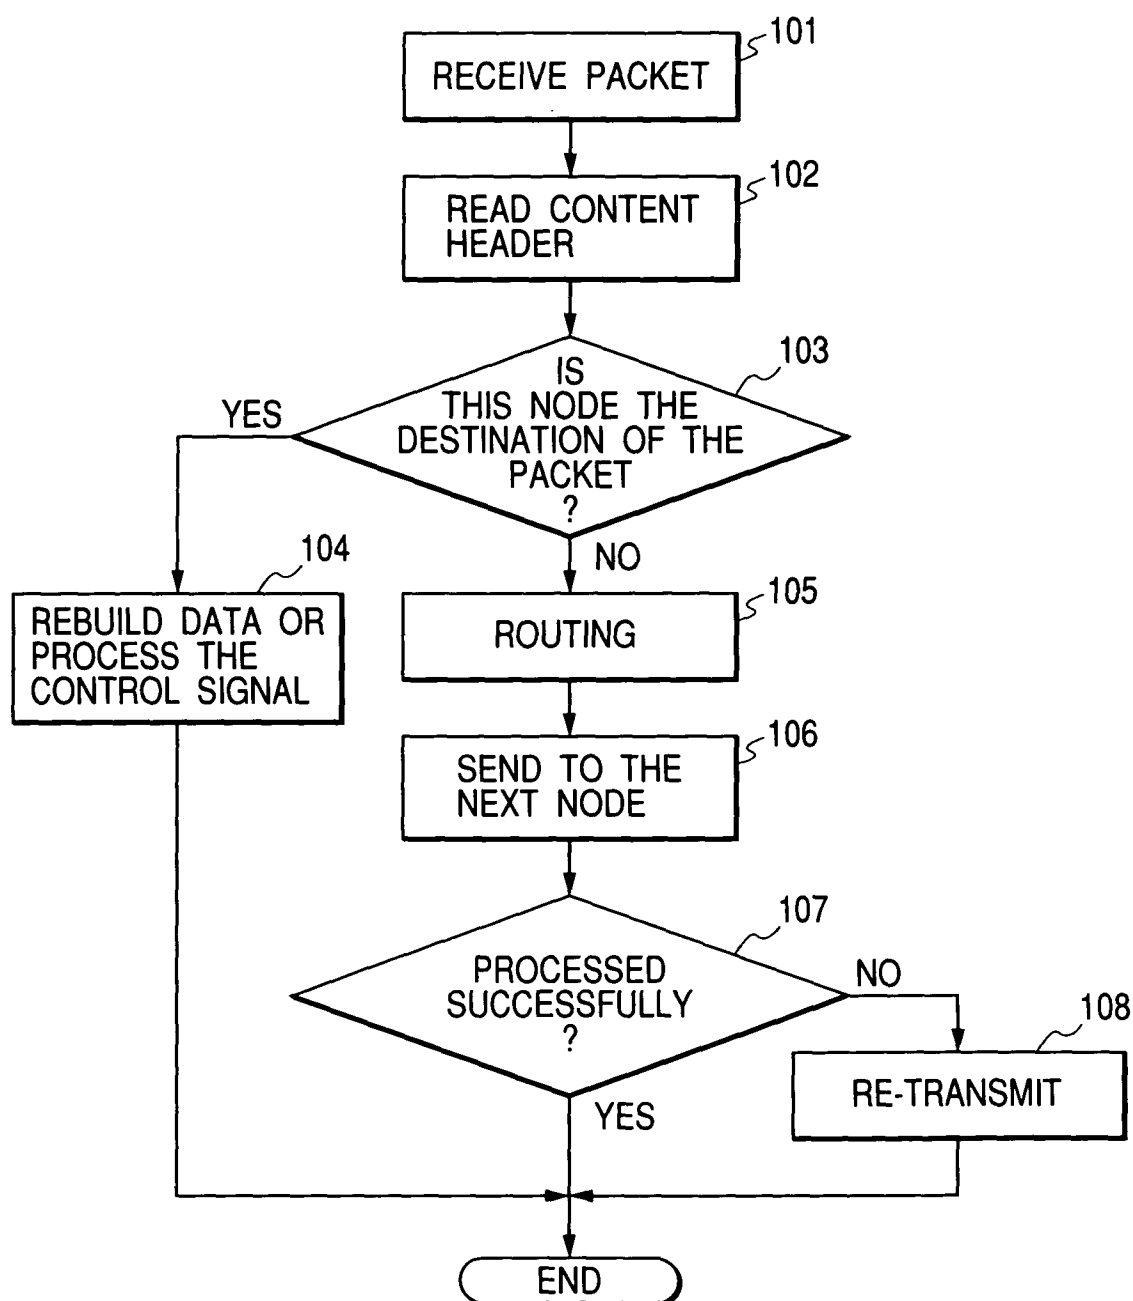 101
RECEIVE PACKET
102
READ CONTENT
HEADER
103
IS
THIS NODE THE
DESTINATION OF THE
PACKET
?
YES
NO
104
REBUILD DATA OR
PROCESS THE
CONTROL SIGNAL
105
ROUTING
106
SEND TO THE
NEXT NODE
107
PROCESSED
SUCCESSFULLY
?
NO
108
RE-TRANSMIT
YES
END